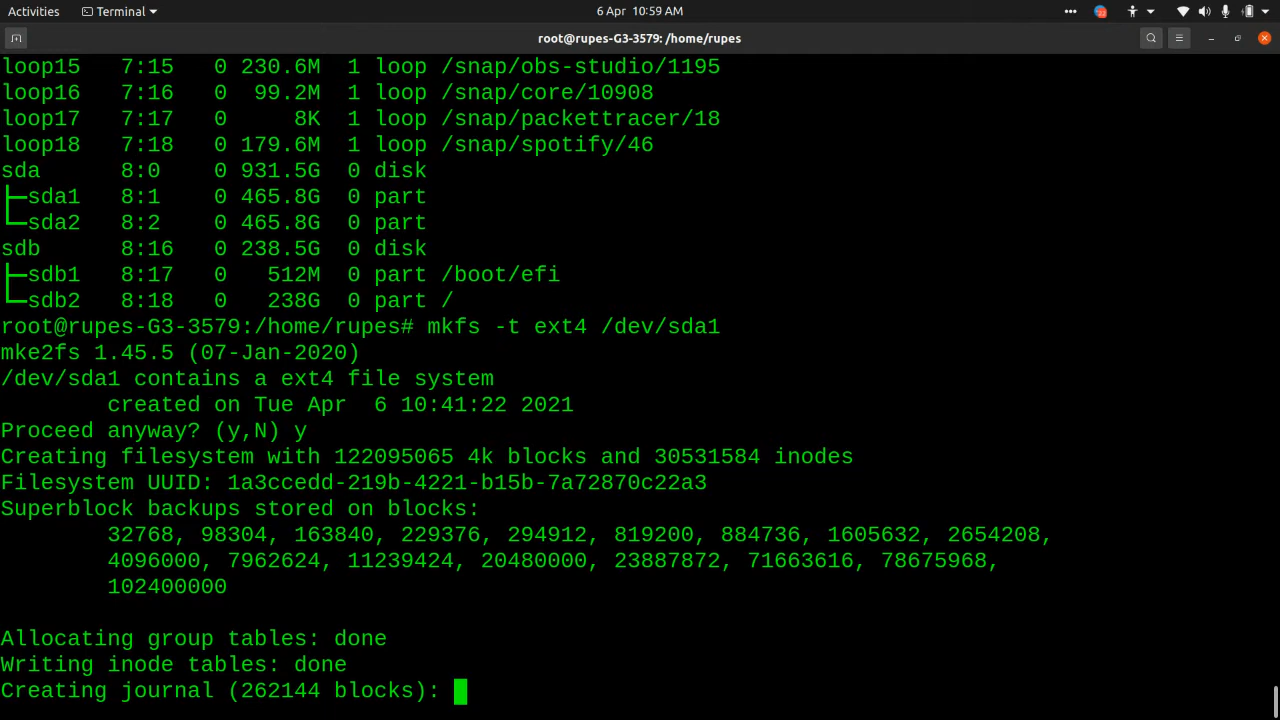 Activities Terminal 6 Apr 10:59 AM
root@rupes-G3-3579: /home/rupes
loop15 7:15 0 230.6M 1 loop /snap/obs-studio/1195
loop16 7:16 0 99.2M 1 loop /snap/core/10908
loop17 7:17 0 8K 1 loop /snap/packettracer/18
loop18 7:18 0 179.6M 1 loop /snap/spotify/46
sda 8:0 0 931.5G 0 disk
├─sda1 8:1 0 465.8G 0 part
└─sda2 8:2 0 465.8G 0 part
sdb 8:16 0 238.5G 0 disk
├─sdb1 8:17 0 512M 0 part /boot/efi
└─sdb2 8:18 0 238G 0 part /
root@rupes-G3-3579:/home/rupes# mkfs -t ext4 /dev/sda1
mke2fs 1.45.5 (07-Jan-2020)
/dev/sda1 contains a ext4 file system
created on Tue Apr  6 10:41:22 2021
Proceed anyway? (y,N) y
Creating filesystem with 122095065 4k blocks and 30531584 inodes
Filesystem UUID: 1a3ccedd-219b-4221-b15b-7a72870c22a3
Superblock backups stored on blocks:
32768, 98304, 163840, 229376, 294912, 819200, 884736, 1605632, 2654208,
4096000, 7962624, 11239424, 20480000, 23887872, 71663616, 78675968,
102400000
Allocating group tables: done
Writing inode tables: done
Creating journal (262144 blocks):